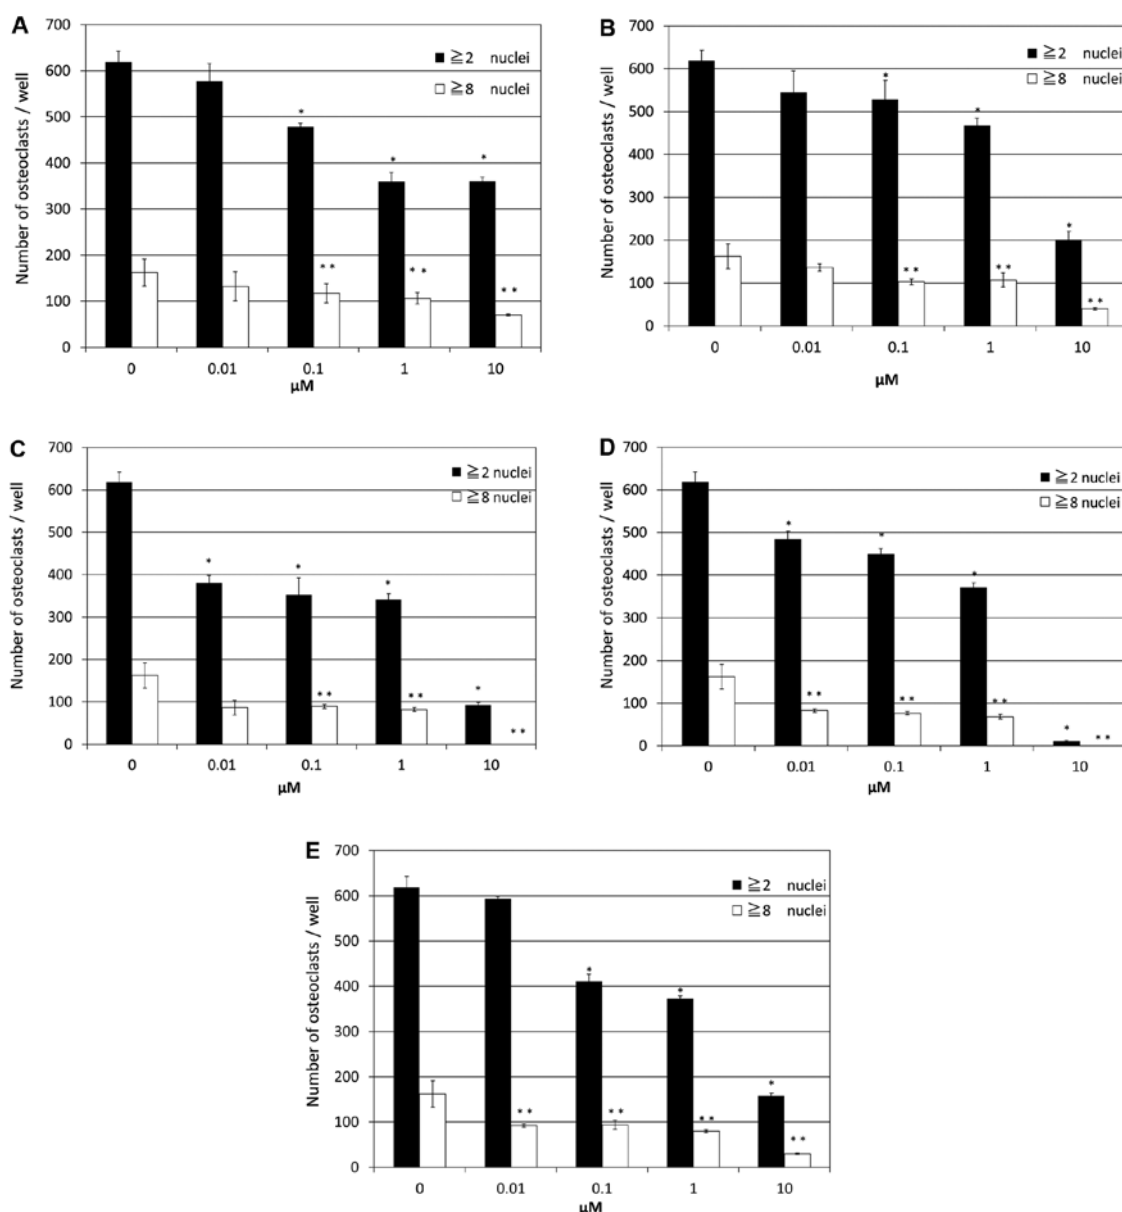 A
Number of osteoclasts / well
700
600
500
400
300
200
100
0
≧2 nuclei
≧8 nuclei
*
*
*
**
**
**
0 0.01 0.1 1 10
μM
B
Number of osteoclasts / well
700
600
500
400
300
200
100
0
≧2 nuclei
≧8 nuclei
*
*
*
**
**
**
0 0.01 0.1 1 10
μM
C
Number of osteoclasts / well
700
600
500
400
300
200
100
0
≧2 nuclei
≧8 nuclei
*
*
*
*
**
**
**
0 0.01 0.1 1 10
μM
D
Number of osteoclasts / well
700
600
500
400
300
200
100
0
≧2 nuclei
≧8 nuclei
*
*
*
*
**
**
**
**
0 0.01 0.1 1 10
μM
E
Number of osteoclasts / well
700
600
500
400
300
200
100
0
≧2 nuclei
≧8 nuclei
*
*
*
**
**
**
**
0 0.01 0.1 1 10
μM